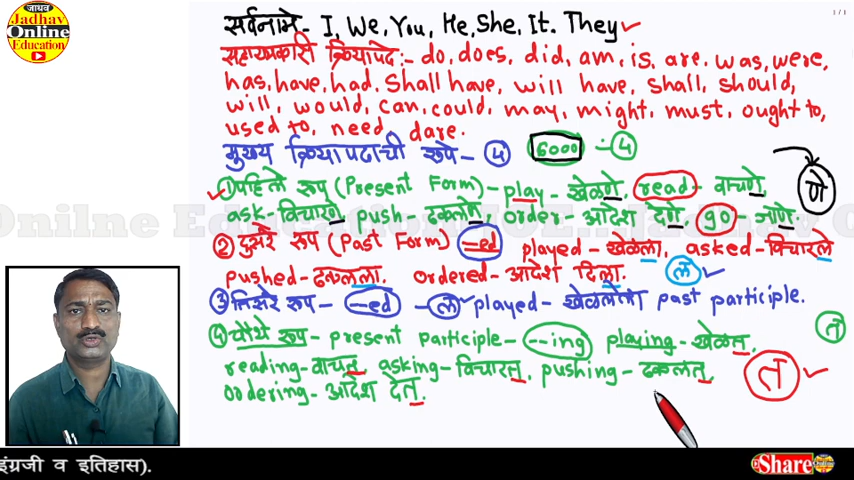 जाधव
Jadhav
Online
Education
सर्वनामे - I, We, You, He, She, It. They
1/1
सहाय्यकारी क्रियापदे :- do, does, did, am, is, are. was, were,
has, have, had. Shall have, will have, shall, should,
will, would, can, could, may, might, must, ought to,
used to, need dare.
मुख्य क्रियापदाची रूपे - ④ 6000 ÷ ④
① पहिले रूप (Present Form) - play - खेळणे, read - वाचणे,
णे
ask - विचारणे push - ढकलणे order - आदेश देणे, go - जाणे.
② दुसरे रूप (Past Form) -ed played - खेळला, asked - विचारले
pushed - ढकलला. ordered - आदेश दिला. ले
③ तिसरे रूप - -ed - ले played - खेळलेला past participle.
④ चौथे रूप - present participle - --ing playing - खेळत, त
reading - वाचत asking - विचारत, pushing - ढकलत, त
ordering - आदेश देत.
इंग्रजी व इतिहास).
Share